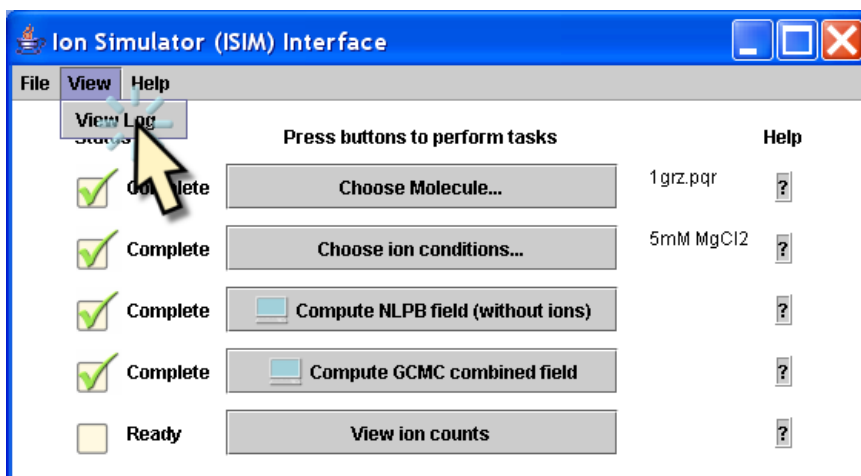 Ion Simulator (ISIM) Interface
File View Help
View Log
Status Press buttons to perform tasks Help
Complete Choose Molecule... 1grz.pqr ?
Complete Choose ion conditions... 5mM MgCl2 ?
Complete Compute NLPB field (without ions) ?
Complete Compute GCMC combined field ?
Ready View ion counts ?